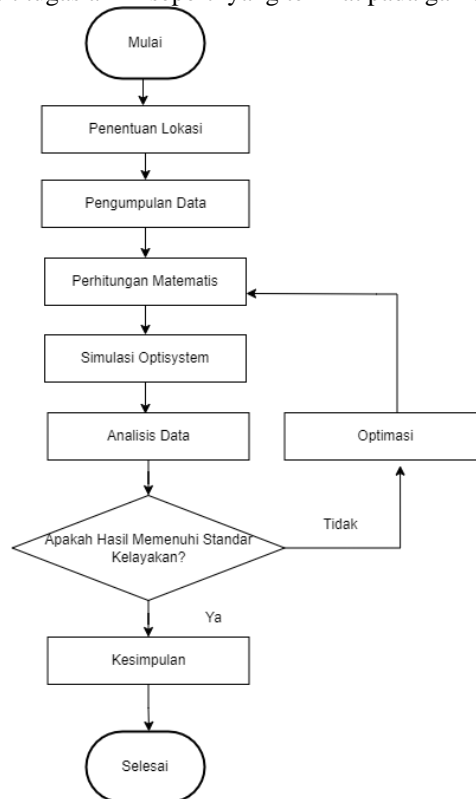 Mulai
Penentuan Lokasi
Pengumpulan Data
Perhitungan Matematis
Simulasi Optisystem
Analisis Data
Optimasi
Apakah Hasil Memenuhi Standar
Kelayakan?
Tidak
Ya
Kesimpulan
Selesai